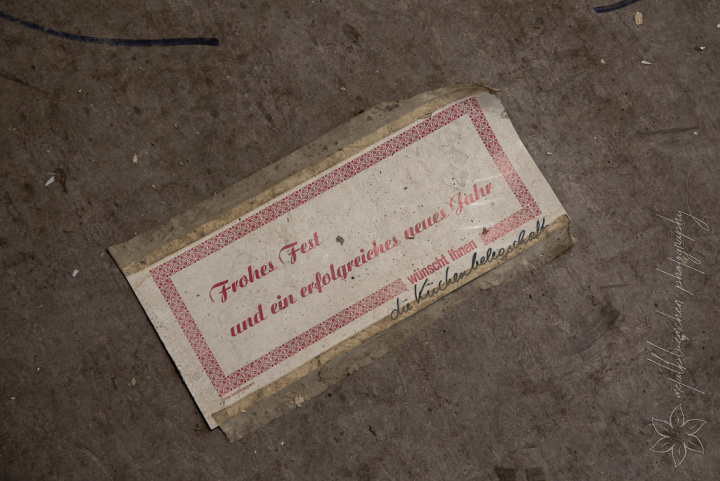 Frohes Fest
und ein erfolgreiches neues Jahr
wünscht Ihnen
die Küchenbelegschaft